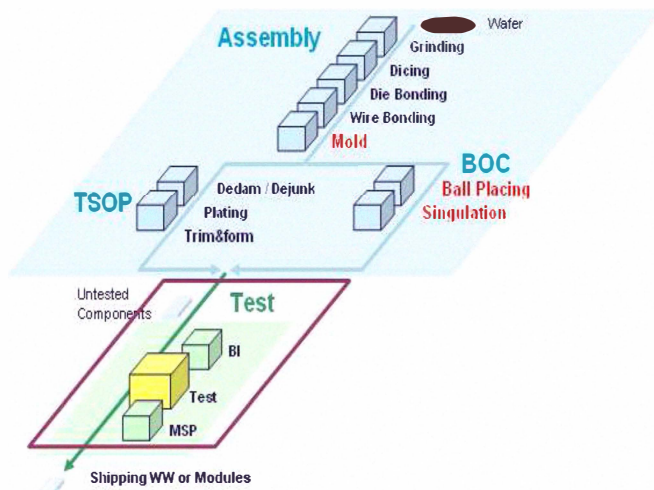 Assembly
Wafer
Grinding
Dicing
Die Bonding
Wire Bonding
Mold
TSOP
Dedam / Dejunk
Plating
Trim&form
BOC
Ball Placing
Singulation
Untested
Components
Test
BI
Test
MSP
Shipping WW or Modules